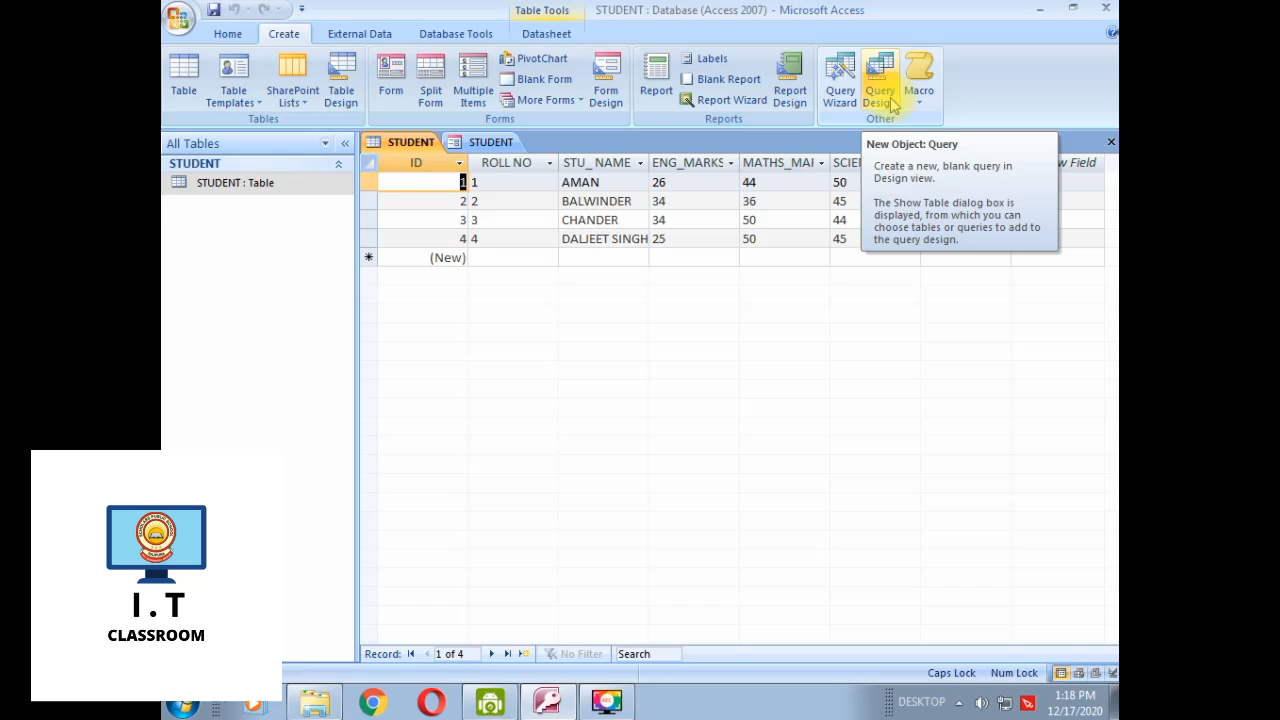 Table Tools
STUDENT : Database (Access 2007) - Microsoft Access
Home
Create
External Data
Database Tools
Datasheet
Table
Table Templates
SharePoint Lists
Table Design
Tables
Form
Split Form
Multiple Items
PivotChart
Blank Form
More Forms
Form Design
Forms
Report
Labels
Blank Report
Report Wizard
Report Design
Reports
Query Wizard
Query Design
Macro
Other
All Tables
STUDENT
STUDENT : Table
STUDENT
STUDENT
ID ROLL NO STU_NAME ENG_MARKS MATHS_MAI SCIEN w Field
1 1 AMAN 26 44 50
2 2 BALWINDER 34 36 45
3 3 CHANDER 34 50 44
4 4 DALJEET SINGH 25 50 45
(New)
New Object: Query
Create a new, blank query in
Design view.
The Show Table dialog box is
displayed, from which you can
choose tables or queries to add to
the query design.
I.T
CLASSROOM
Record: 1 of 4 No Filter Search
Caps Lock Num Lock
DESKTOP
1:18 PM
12/17/2020